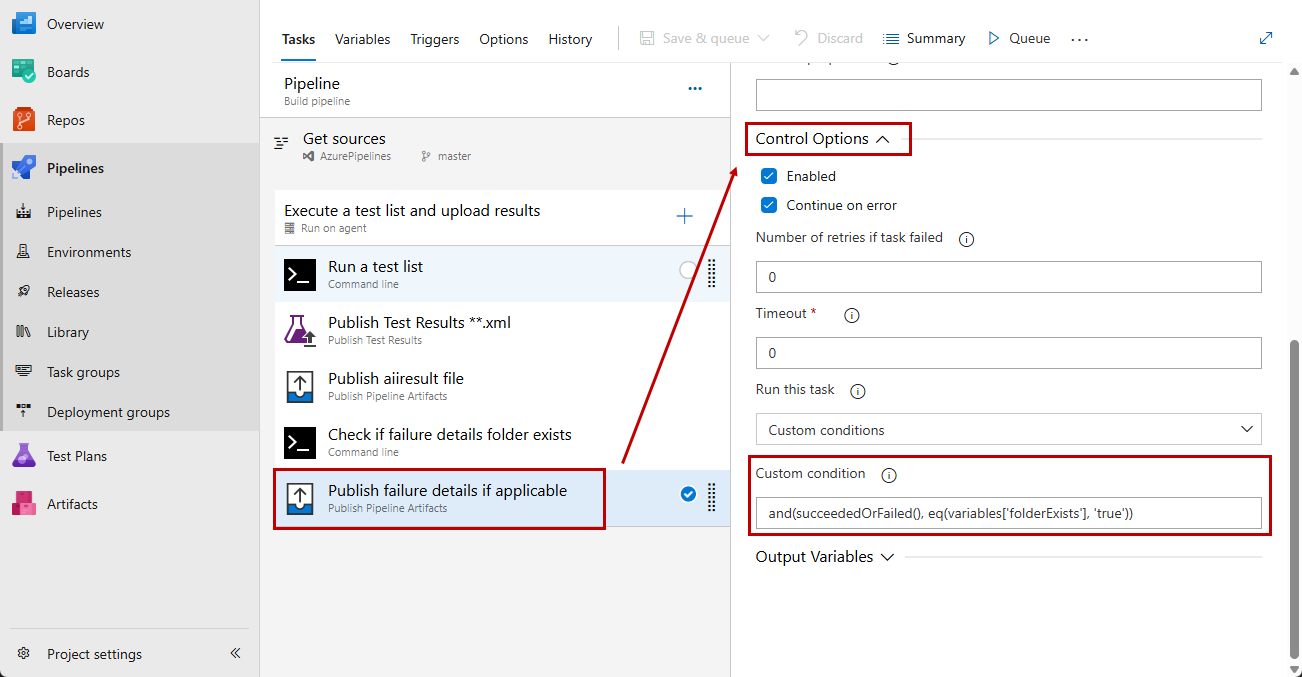 Overview
Boards
Repos
Pipelines
Pipelines
Environments
Releases
Library
Task groups
Deployment groups
Test Plans
Artifacts
Project settings
Tasks Variables Triggers Options History Save & queue Discard Summary Queue
Pipeline
Build pipeline
Get sources
AzurePipelines master
Execute a test list and upload results
Run on agent
Run a test list
Command line
Publish Test Results **.xml
Publish Test Results
Publish aiiresult file
Publish Pipeline Artifacts
Check if failure details folder exists
Command line
Publish failure details if applicable
Publish Pipeline Artifacts
Control Options
Enabled
Continue on error
Number of retries if task failed
0
Timeout *
0
Run this task
Custom conditions
Custom condition
and(succeededOrFailed(), eq(variables['folderExists'], 'true'))
Output Variables